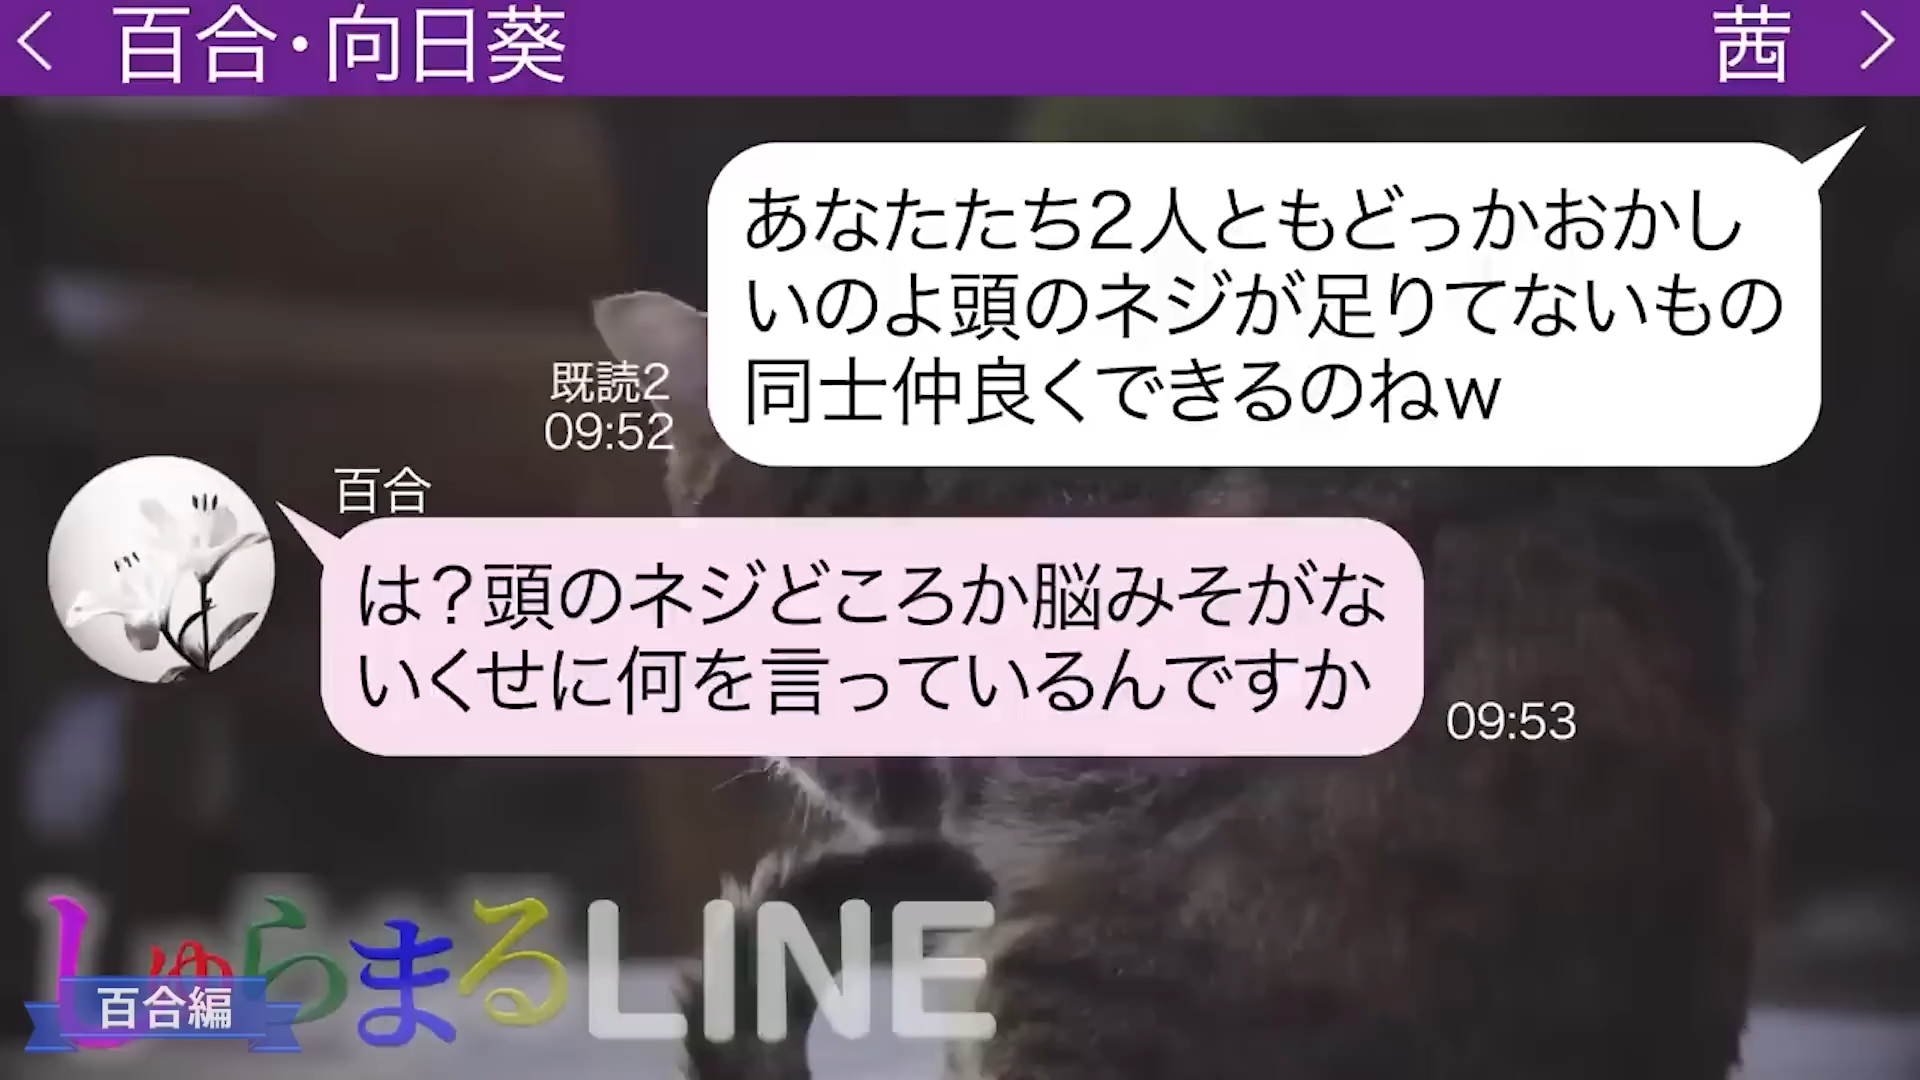 百合・向日葵
茜
あなたたち2人ともどっかおかし
いのよ頭のネジが足りてないもの
同士仲良くできるのねw
既読2
09:52
百合
は？頭のネジどころか脳みそがな
いくせに何を言っているんですか
09:53
しゅらまるLINE
百合編